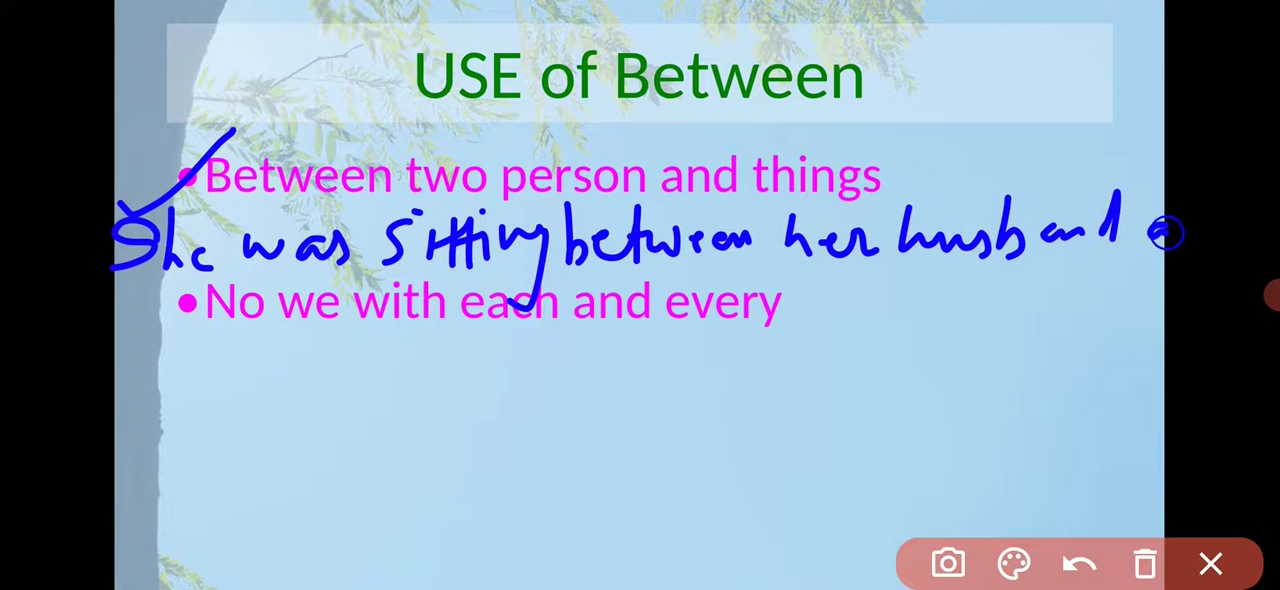 USE of Between
•Between two person and things
She was sitting between her husband a
•No we with each and every